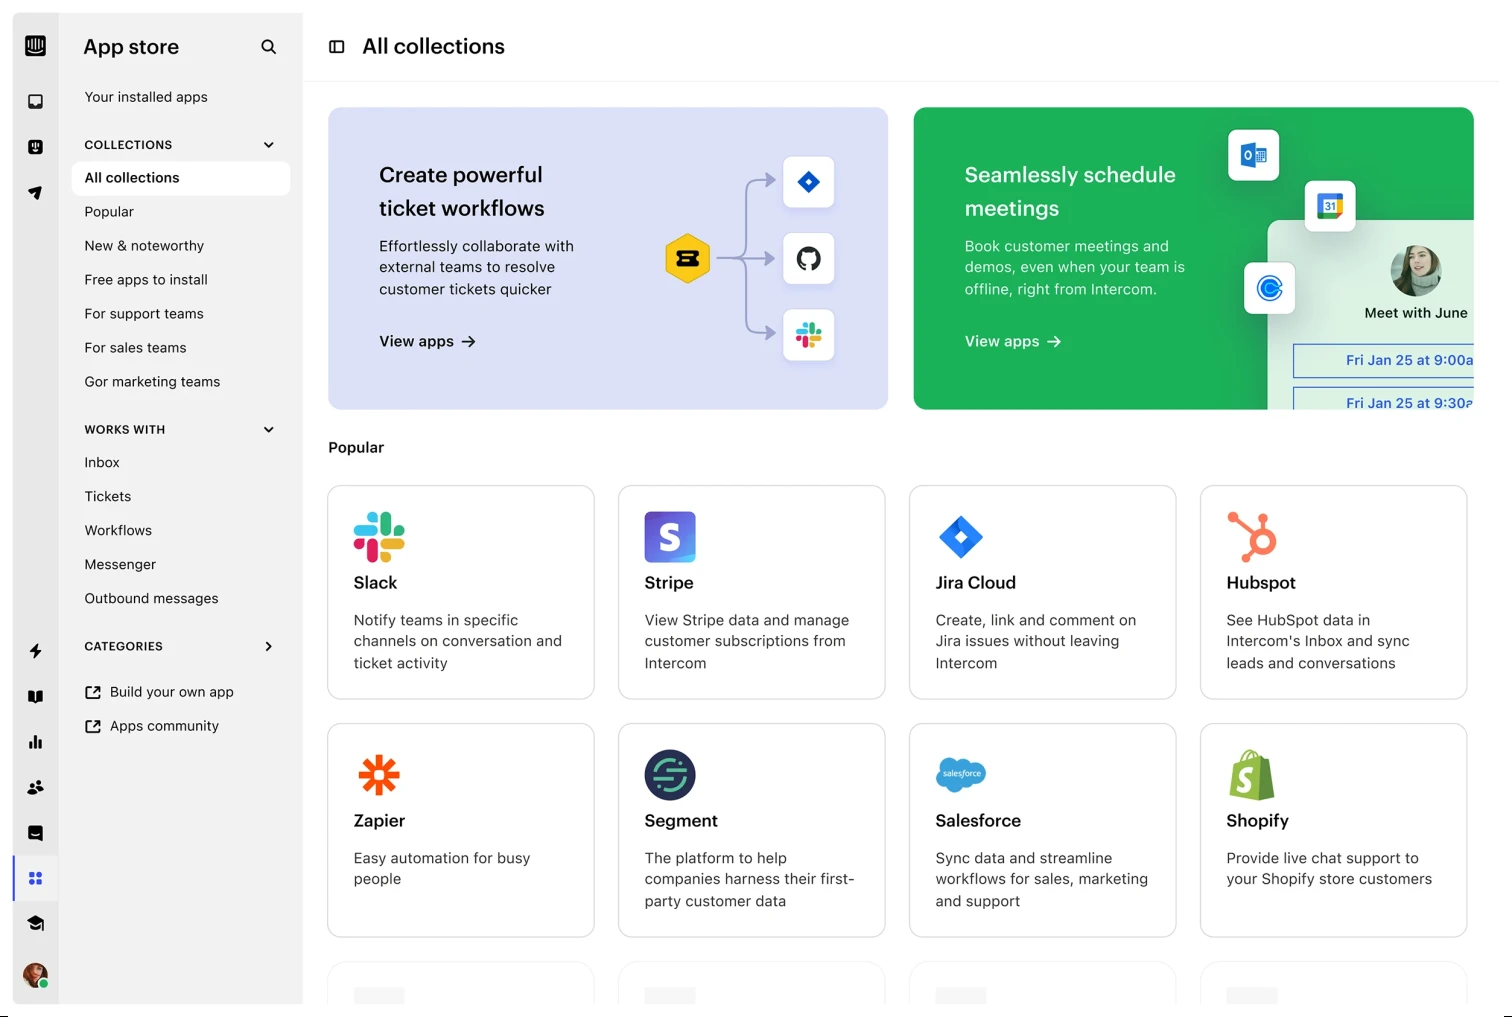 App store
Your installed apps
COLLECTIONS
All collections
Popular
New & noteworthy
Free apps to install
For support teams
For sales teams
Gor marketing teams
WORKS WITH
Inbox
Tickets
Workflows
Messenger
Outbound messages
CATEGORIES
Build your own app
Apps community
All collections
Create powerful
ticket workflows
Effortlessly collaborate with
external teams to resolve
customer tickets quicker
View apps
Seamlessly schedule
meetings
Book customer meetings and
demos, even when your team is
offline, right from Intercom.
View apps
31
Meet with June
Fri Jan 25 at 9:00a
Fri Jan 25 at 9:30a
Popular
Slack
Notify teams in specific
channels on conversation and
ticket activity
S
Stripe
View Stripe data and manage
customer subscriptions from
Intercom
Jira Cloud
Create, link and comment on
Jira issues without leaving
Intercom
Hubspot
See HubSpot data in
Intercom's Inbox and sync
leads and conversations
Zapier
Easy automation for busy
people
Segment
The platform to help
companies harness their first-
party customer data
salesforce
Salesforce
Sync data and streamline
workflows for sales, marketing
and support
S
Shopify
Provide live chat support to
your Shopify store customers